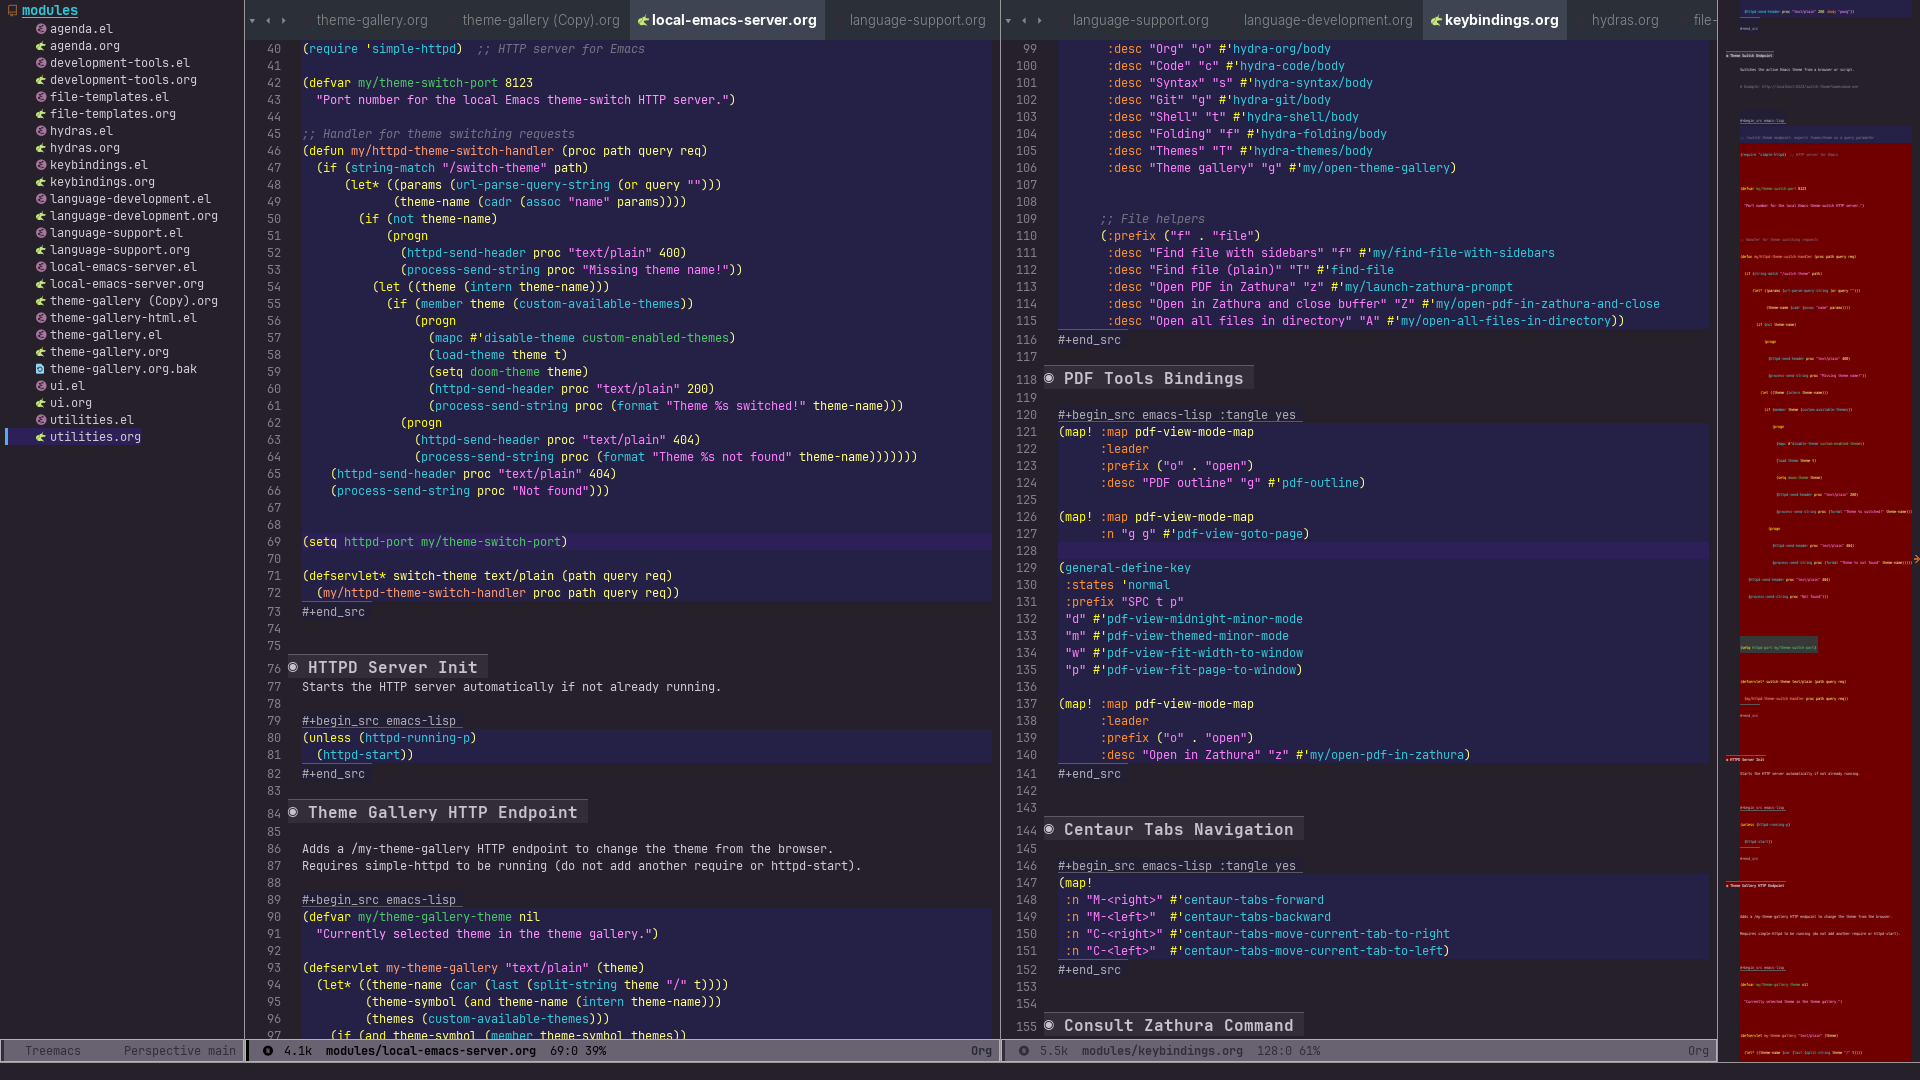 modules
agenda.el
agenda.org
development-tools.el
development-tools.org
file-templates.el
file-templates.org
hydras.el
hydras.org
keybindings.el
keybindings.org
language-development.el
language-development.org
language-support.el
language-support.org
local-emacs-server.el
local-emacs-server.org
theme-gallery (Copy).org
theme-gallery-html.el
theme-gallery.el
theme-gallery.org
theme-gallery.org.bak
ui.el
ui.org
utilities.el
utilities.org
Treemacs Perspective main
theme-gallery.org theme-gallery (Copy).org local-emacs-server.org language-support.org
40 (require 'simple-httpd)  ;; HTTP server for Emacs
41
42 (defvar my/theme-switch-port 8123
43   "Port number for the local Emacs theme-switch HTTP server.")
44
45 ;; Handler for theme switching requests
46 (defun my/httpd-theme-switch-handler (proc path query req)
47   (if (string-match "/switch-theme" path)
48       (let* ((params (url-parse-query-string (or query "")))
49              (theme-name (cadr (assoc "name" params))))
50         (if (not theme-name)
51             (progn
52               (httpd-send-header proc "text/plain" 400)
53               (process-send-string proc "Missing theme name!"))
54           (let ((theme (intern theme-name)))
55             (if (member theme (custom-available-themes))
56                 (progn
57                   (mapc #'disable-theme custom-enabled-themes)
58                   (load-theme theme t)
59                   (setq doom-theme theme)
60                   (httpd-send-header proc "text/plain" 200)
61                   (process-send-string proc (format "Theme %s switched!" theme-name)))
62               (progn
63                 (httpd-send-header proc "text/plain" 404)
64                 (process-send-string proc (format "Theme %s not found" theme-name)))))))
65     (httpd-send-header proc "text/plain" 404)
66     (process-send-string proc "Not found")))
67
68
69 (setq httpd-port my/theme-switch-port)
70
71 (defservlet* switch-theme text/plain (path query req)
72   (my/httpd-theme-switch-handler proc path query req))
73 #+end_src
74
75
76 ◉ HTTPD Server Init
77 Starts the HTTP server automatically if not already running.
78
79 #+begin_src emacs-lisp
80 (unless (httpd-running-p)
81   (httpd-start))
82 #+end_src
83
84 ◉ Theme Gallery HTTP Endpoint
85
86 Adds a /my-theme-gallery HTTP endpoint to change the theme from the browser.
87 Requires simple-httpd to be running (do not add another require or httpd-start).
88
89 #+begin_src emacs-lisp
90 (defvar my/theme-gallery-theme nil
91   "Currently selected theme in the theme gallery.")
92
93 (defservlet my-theme-gallery "text/plain" (theme)
94   (let* ((theme-name (car (last (split-string theme "/" t))))
95          (theme-symbol (and theme-name (intern theme-name)))
96          (themes (custom-available-themes)))
97     (if (and theme-symbol (member theme-symbol themes))
4.1k modules/local-emacs-server.org 69:0 39% Org
language-support.org language-development.org keybindings.org hydras.org file-
99        :desc "Org" "o" #'hydra-org/body
100       :desc "Code" "c" #'hydra-code/body
101       :desc "Syntax" "s" #'hydra-syntax/body
102       :desc "Git" "g" #'hydra-git/body
103       :desc "Shell" "t" #'hydra-shell/body
104       :desc "Folding" "f" #'hydra-folding/body
105       :desc "Themes" "T" #'hydra-themes/body
106       :desc "Theme gallery" "g" #'my/open-theme-gallery)
107
108
109      ;; File helpers
110      (:prefix ("f" . "file")
111       :desc "Find file with sidebars" "f" #'my/find-file-with-sidebars
112       :desc "Find file (plain)" "T" #'find-file
113       :desc "Open PDF in Zathura" "z" #'my/launch-zathura-prompt
114       :desc "Open in Zathura and close buffer" "Z" #'my/open-pdf-in-zathura-and-close
115       :desc "Open all files in directory" "A" #'my/open-all-files-in-directory))
116 #+end_src
117
118 ◉ PDF Tools Bindings
119
120 #+begin_src emacs-lisp :tangle yes
121 (map! :map pdf-view-mode-map
122       :leader
123       :prefix ("o" . "open")
124       :desc "PDF outline" "g" #'pdf-outline)
125
126 (map! :map pdf-view-mode-map
127       :n "g g" #'pdf-view-goto-page)
128
129 (general-define-key
130  :states 'normal
131  :prefix "SPC t p"
132  "d" #'pdf-view-midnight-minor-mode
133  "m" #'pdf-view-themed-minor-mode
134  "w" #'pdf-view-fit-width-to-window
135  "p" #'pdf-view-fit-page-to-window)
136
137 (map! :map pdf-view-mode-map
138       :leader
139       :prefix ("o" . "open")
140       :desc "Open in Zathura" "z" #'my/open-pdf-in-zathura)
141 #+end_src
142
143
144 ◉ Centaur Tabs Navigation
145
146 #+begin_src emacs-lisp :tangle yes
147 (map!
148  :n "M-<right>" #'centaur-tabs-forward
149  :n "M-<left>"  #'centaur-tabs-backward
150  :n "C-<right>" #'centaur-tabs-move-current-tab-to-right
151  :n "C-<left>"  #'centaur-tabs-move-current-tab-to-left)
152 #+end_src
153
154
155 ◉ Consult Zathura Command
5.5k modules/keybindings.org 128:0 61% Org